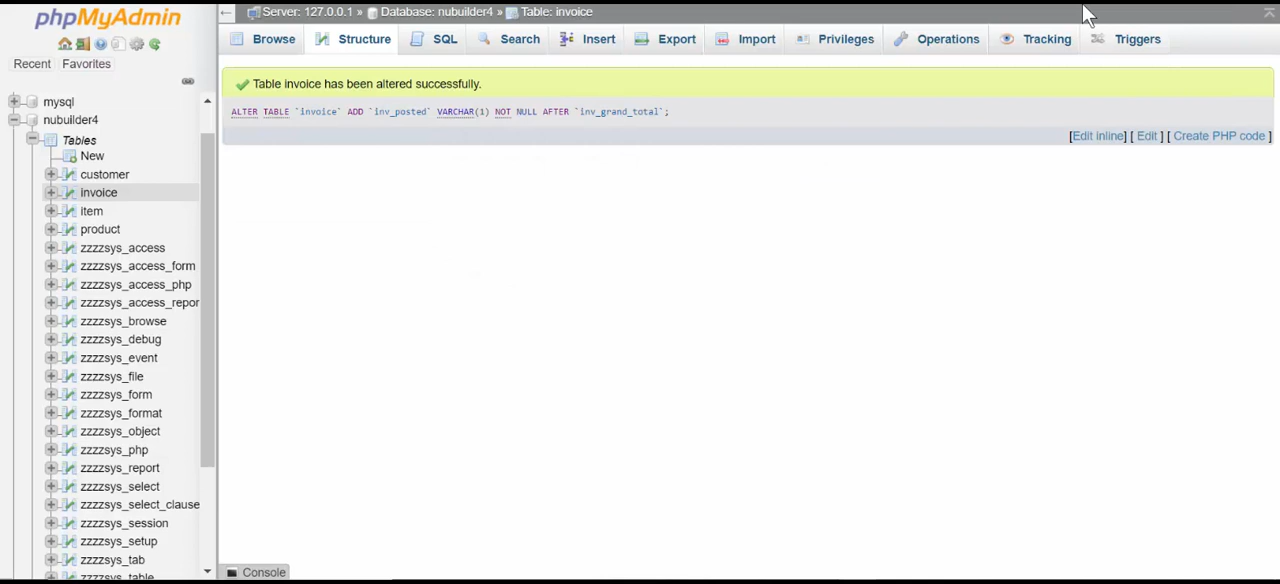 phpMyAdmin
Recent Favorites
mysql
nubuilder4
Tables
New
customer
invoice
item
product
zzzzsys_access
zzzzsys_access_form
zzzzsys_access_php
zzzzsys_access_repor
zzzzsys_browse
zzzzsys_debug
zzzzsys_event
zzzzsys_file
zzzzsys_form
zzzzsys_format
zzzzsys_object
zzzzsys_php
zzzzsys_report
zzzzsys_select
zzzzsys_select_clause
zzzzsys_session
zzzzsys_setup
zzzzsys_tab
zzzzsys_table
Server: 127.0.0.1 » Database: nubuilder4 » Table: invoice
Browse Structure SQL Search Insert Export Import Privileges Operations Tracking Triggers
Table invoice has been altered successfully.
ALTER TABLE `invoice` ADD `inv_posted` VARCHAR(1) NOT NULL AFTER `inv_grand_total`;
[Edit inline] [ Edit ] [ Create PHP code ]
Console